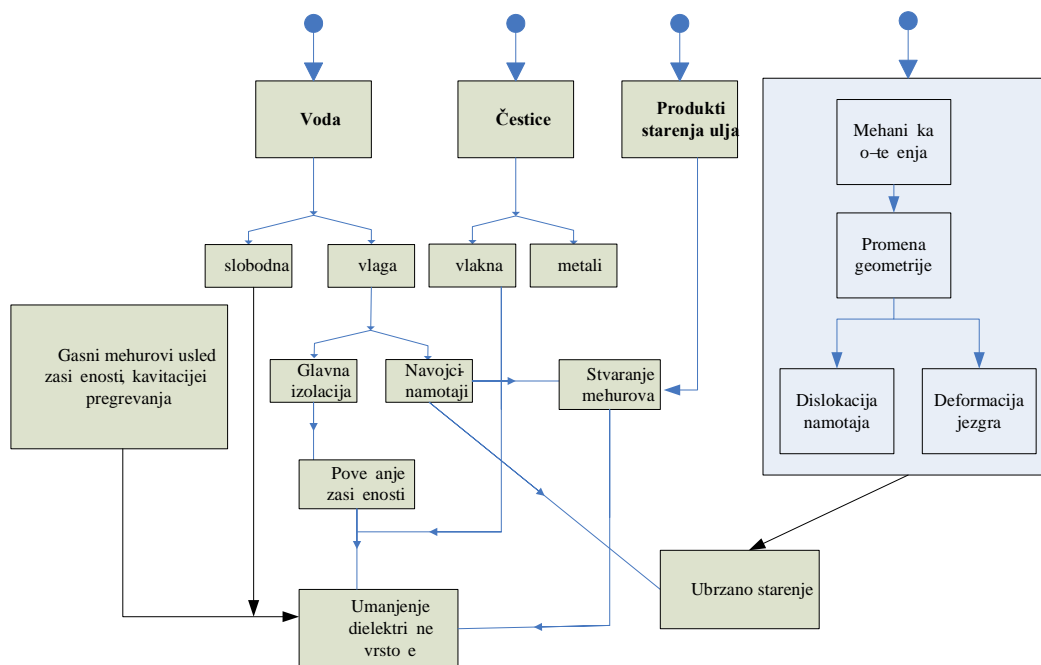 Voda
Čestice
Produkti
starenja ulja
Mehani ka
o–te enja
Promena
geometrije
slobodna
vlaga
vlakna
metali
Gasni mehurovi usled
zasi enosti, kavitacijei
pregrevanja
Glavna
izolacija
Navojci-
namotaji
Stvaranje
mehurova
Dislokacija
namotaja
Deformacija
jezgra
Pove anje
zasi enosti
Ubrzano starenje
Umanjenje
dielektri ne
vrsto e